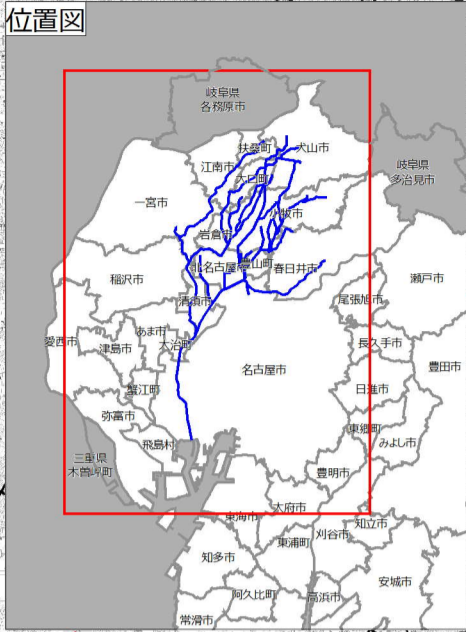 位置図
岐阜県
各務原市
扶桑町
犬山市
江南市
大口町
岐阜県
多治見市
一宮市
小牧市
岩倉市
北名古屋市
豊山町
春日井市
稲沢市
瀬戸市
清須市
尾張旭市
あま市
愛西市
津島市
大治町
長久手市
名古屋市
豊田市
蟹江町
日進市
弥富市
東郷町
みよし市
飛島村
三重県
木曽岬町
豊明市
大府市
東海市
知立市
刈谷市
東浦町
知多市
安城市
阿久比町
高浜市
常滑市